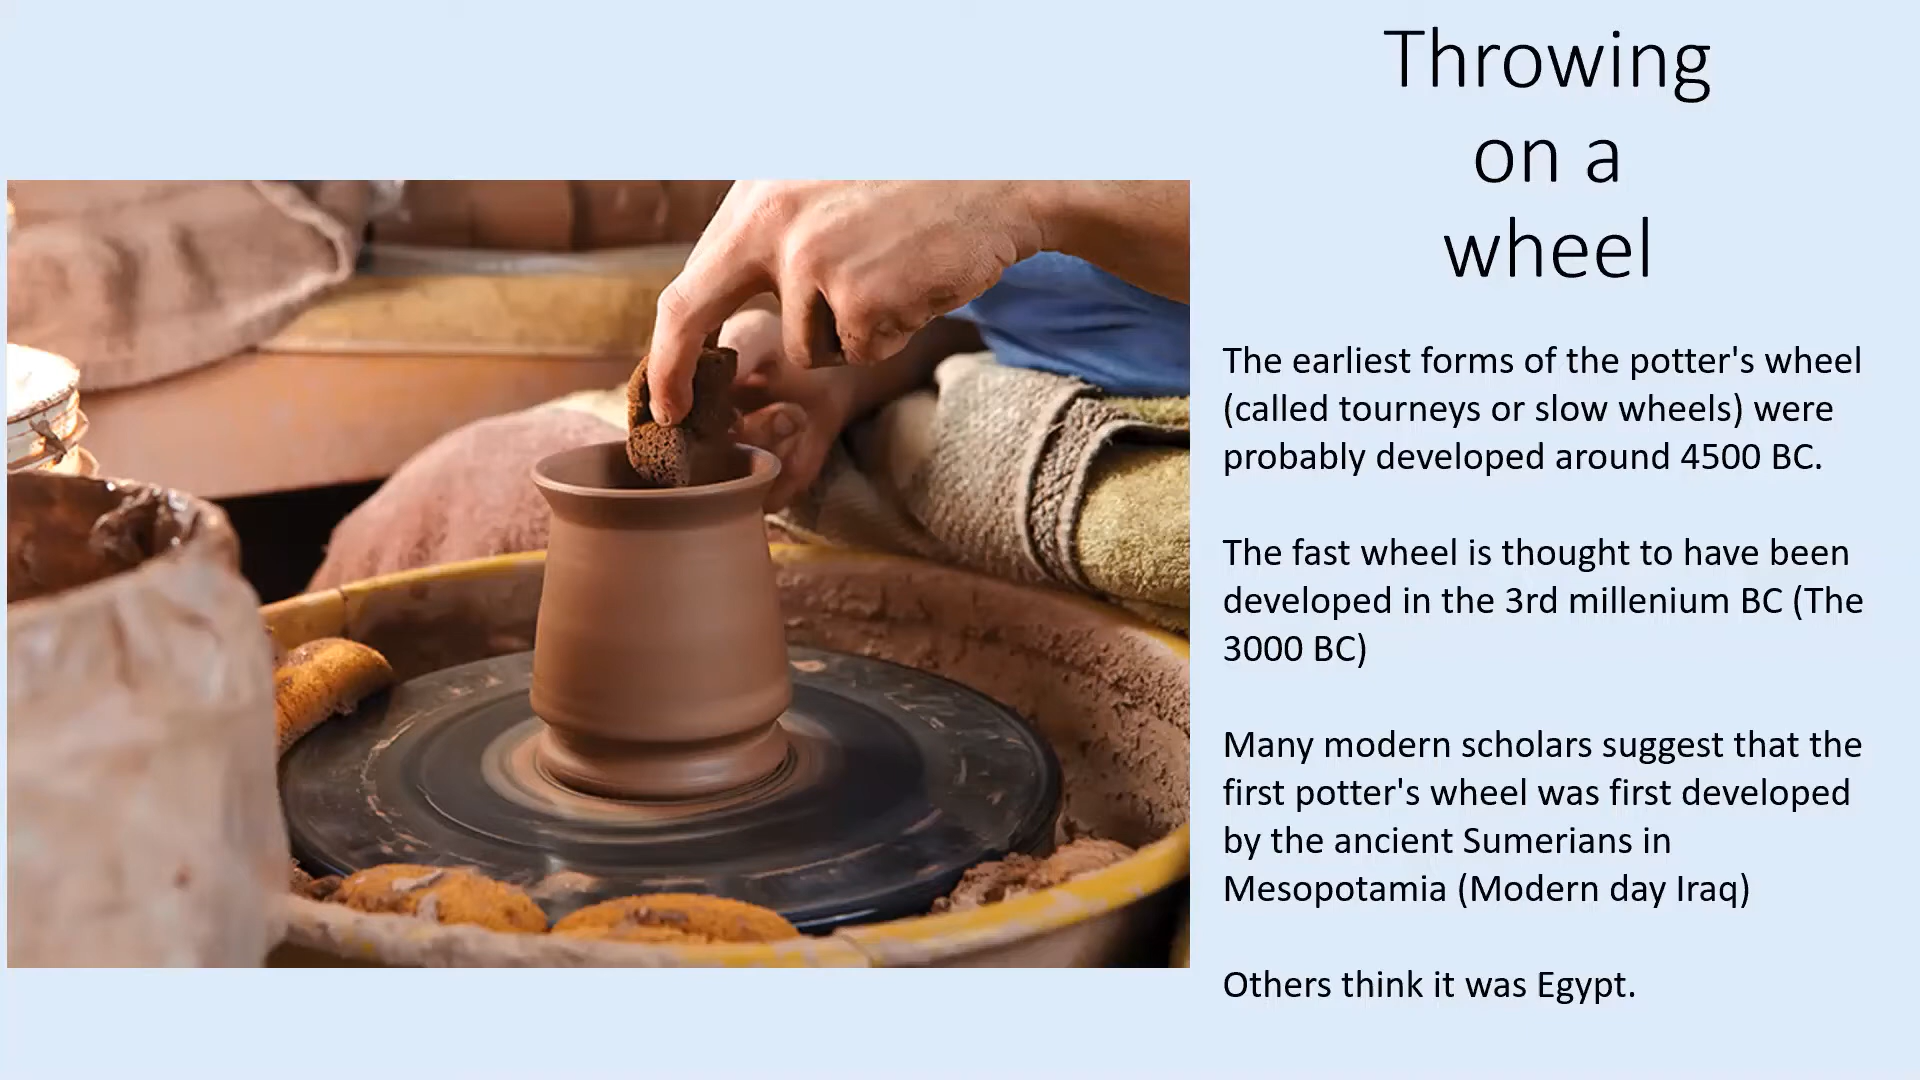 Throwing
on a
wheel
The earliest forms of the potter's wheel
(called tourneys or slow wheels) were
probably developed around 4500 BC.
The fast wheel is thought to have been
developed in the 3rd millenium BC (The
3000 BC)
Many modern scholars suggest that the
first potter's wheel was first developed
by the ancient Sumerians in
Mesopotamia (Modern day Iraq)
Others think it was Egypt.